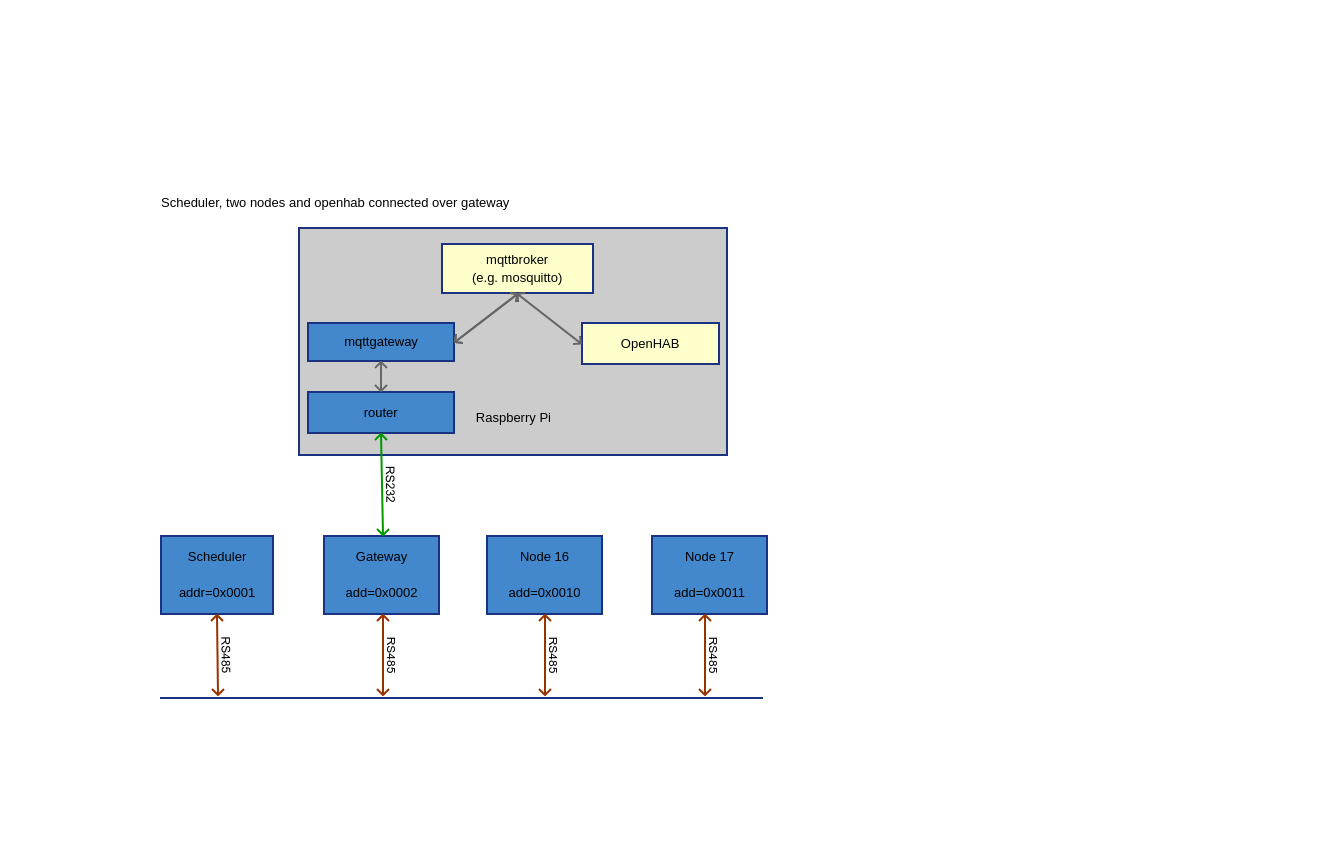 Scheduler, two nodes and openhab connected over gateway
mqttbroker
(e.g. mosquitto)
mqttgateway
OpenHAB
router
Raspberry Pi
RS232
Scheduler
addr=0x0001
Gateway
add=0x0002
Node 16
add=0x0010
Node 17
add=0x0011
RS485
RS485
RS485
RS485